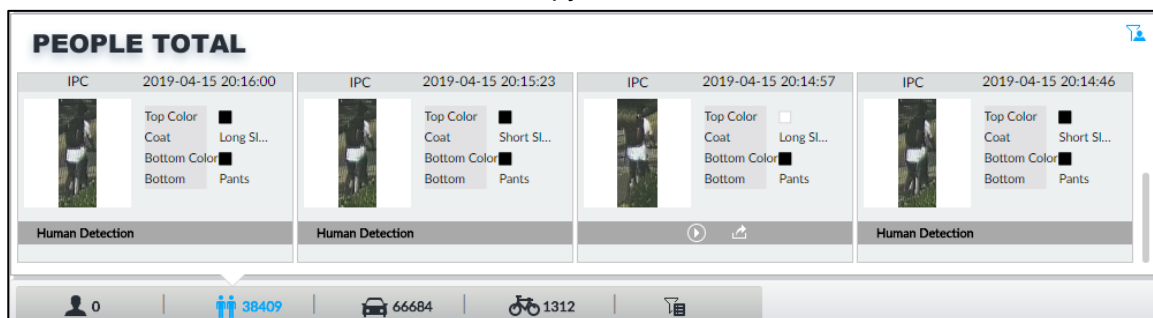 PEOPLE TOTAL
IPC 2019-04-15 20:16:00
Top Color
Coat Long Sl...
Bottom Color
Bottom Pants
Human Detection
IPC 2019-04-15 20:15:23
Top Color
Coat Short Sl...
Bottom Color
Bottom Pants
Human Detection
IPC 2019-04-15 20:14:57
Top Color
Coat Long Sl...
Bottom Color
Bottom Pants
IPC 2019-04-15 20:14:46
Top Color
Coat Short Sl...
Bottom Color
Bottom Pants
Human Detection
0 38409 66684 1312